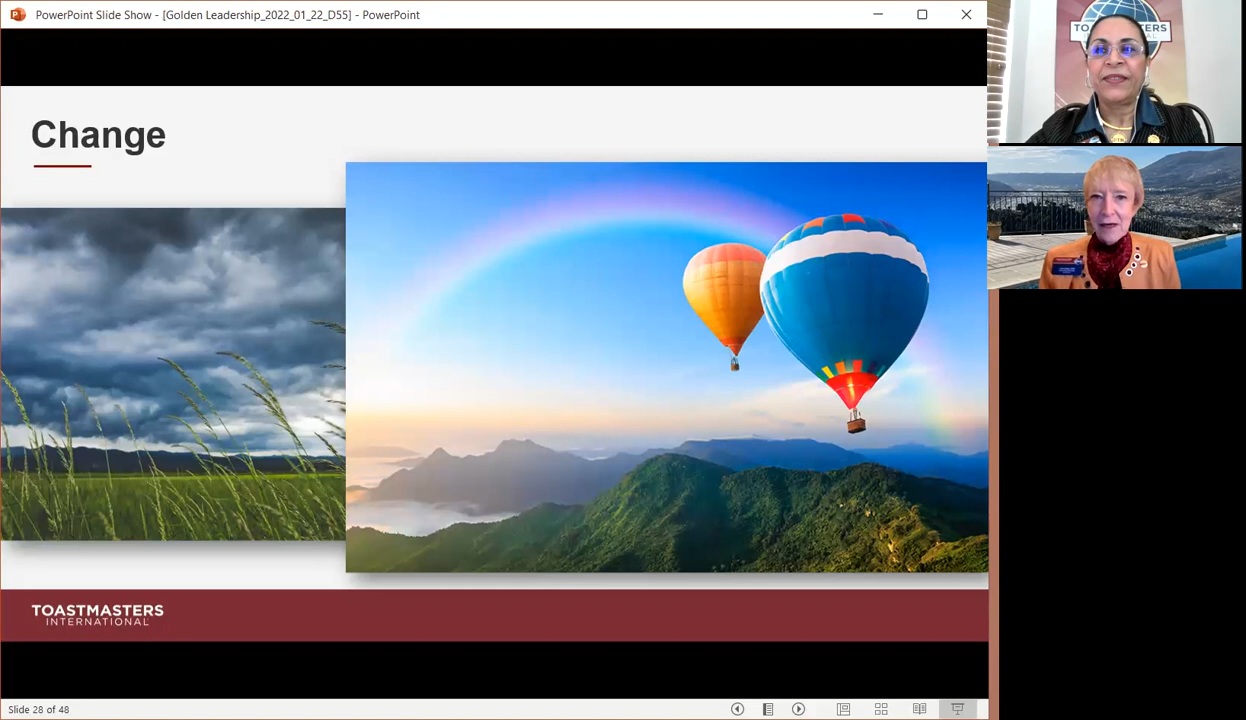 PowerPoint Slide Show - [Golden Leadership_2022_01_22_D55] - PowerPoint
Change
TOASTMASTERS
INTERNATIONAL
Slide 28 of 48